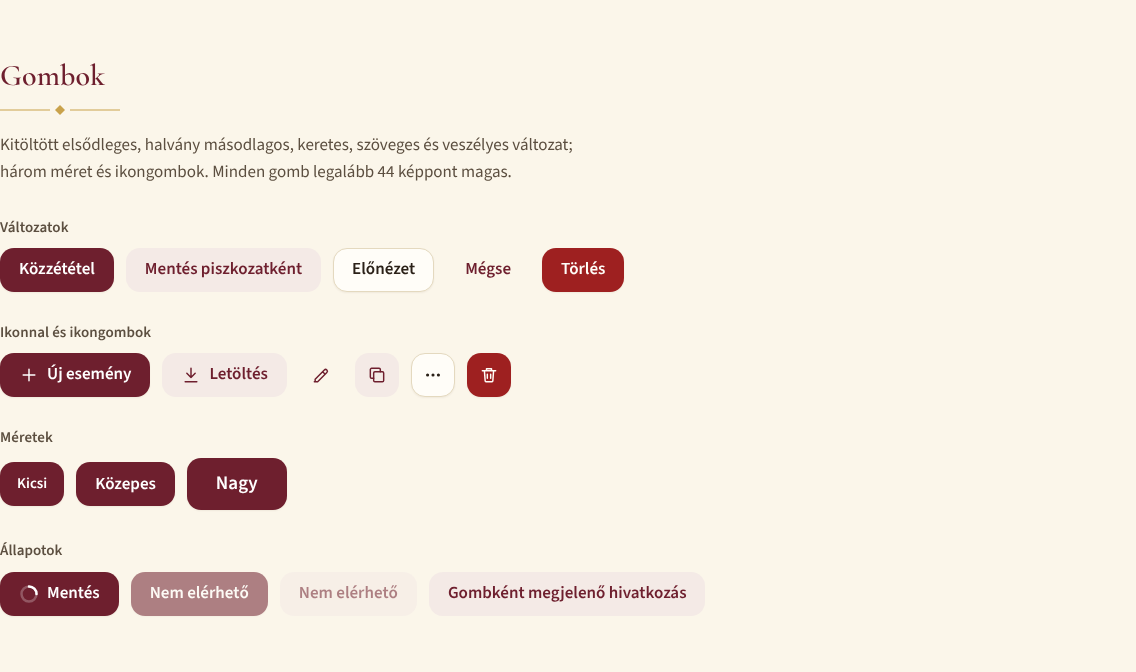 Gombok
Kitöltött elsődleges, halvány másodlagos, keretes, szöveges és veszélyes változat;
három méret és ikongombok. Minden gomb legalább 44 képpont magas.
Változatok
Közzététel Mentés piszkozatként Előnézet Mégse Törlés
Ikonnal és ikongombok
Új esemény Letöltés
Méretek
Kicsi Közepes Nagy
Állapotok
Mentés Nem elérhető Nem elérhető Gombként megjelenő hivatkozás